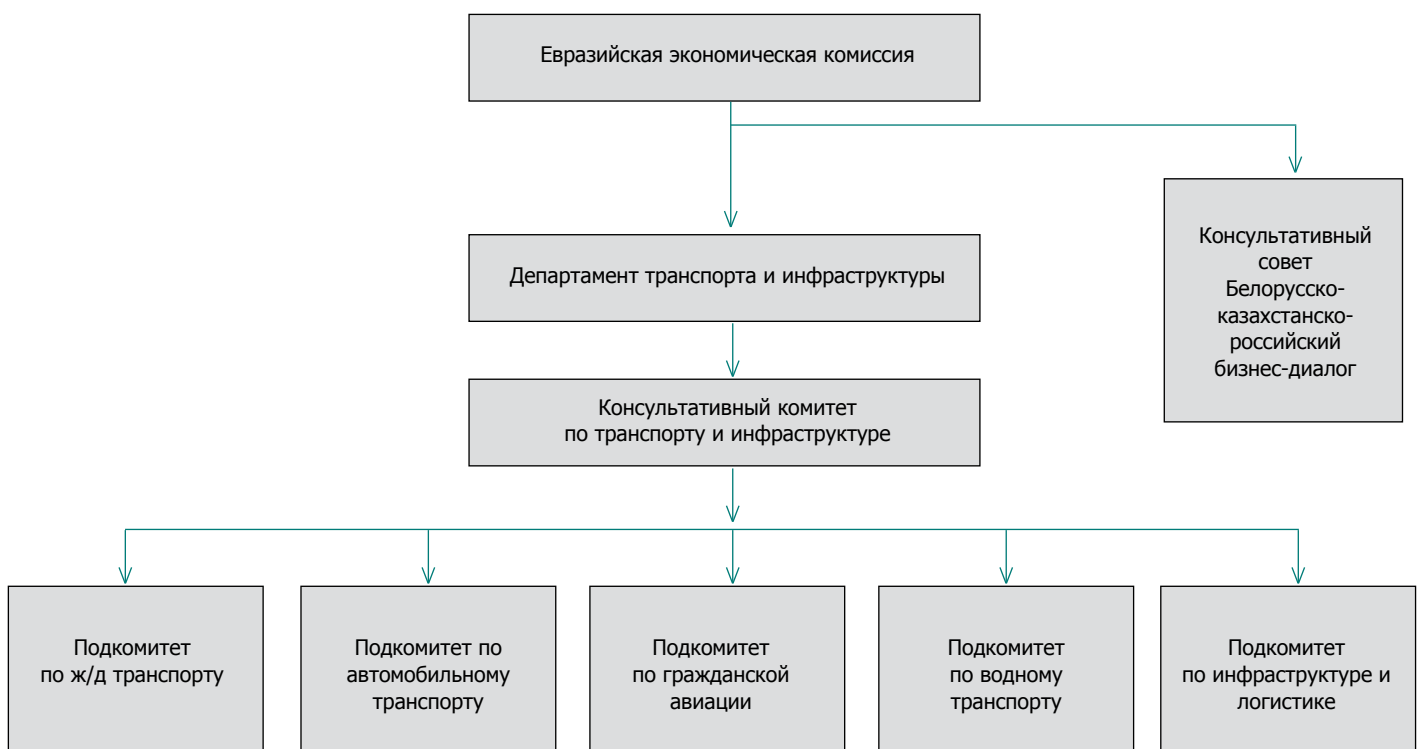 Евразийская экономическая комиссия
Департамент транспорта и инфраструктуры
Консультативный
совет
Белорусско-
казахстанско-
российский
бизнес-диалог
Консультативный комитет
по транспорту и инфраструктуре
Подкомитет
по ж/д транспорту
Подкомитет по
автомобильному
транспорту
Подкомитет
по гражданской
авиации
Подкомитет
по водному
транспорту
Подкомитет
по инфраструктуре и
логистике